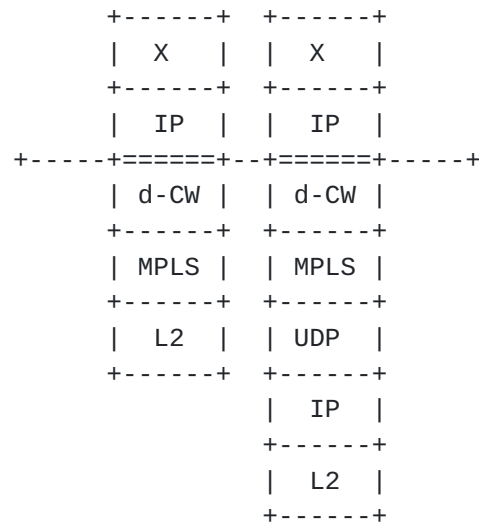 +------+  +------+
|  X   |  |  X   |
+------+  +------+
|  IP  |  |  IP  |
+-----+======+--+======+-----+
| d-CW |  | d-CW |
+------+  +------+
| MPLS |  | MPLS |
+------+  +------+
|  L2  |  | UDP  |
+------+  +------+
|  IP  |
+------+
|  L2  |
+------+